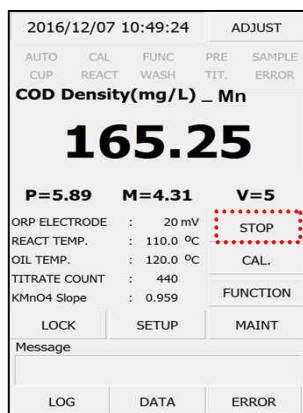 2016/12/07 10:49:24 ADJUST
AUTO CAL FUNC PRE SAMPLE
CUP REACT WASH TIT. ERROR
COD Density(mg/L) _ Mn
165.25
P=5.89 M=4.31 V=5
ORP ELECTRODE : 20 mV
STOP
REACT TEMP. : 110.0 ºC
OIL TEMP. : 120.0 ºC
CAL.
TITRATE COUNT : 440
KMnO4 Slope : 0.959
FUNCTION
LOCK SETUP MAINT
Message
LOG DATA ERROR